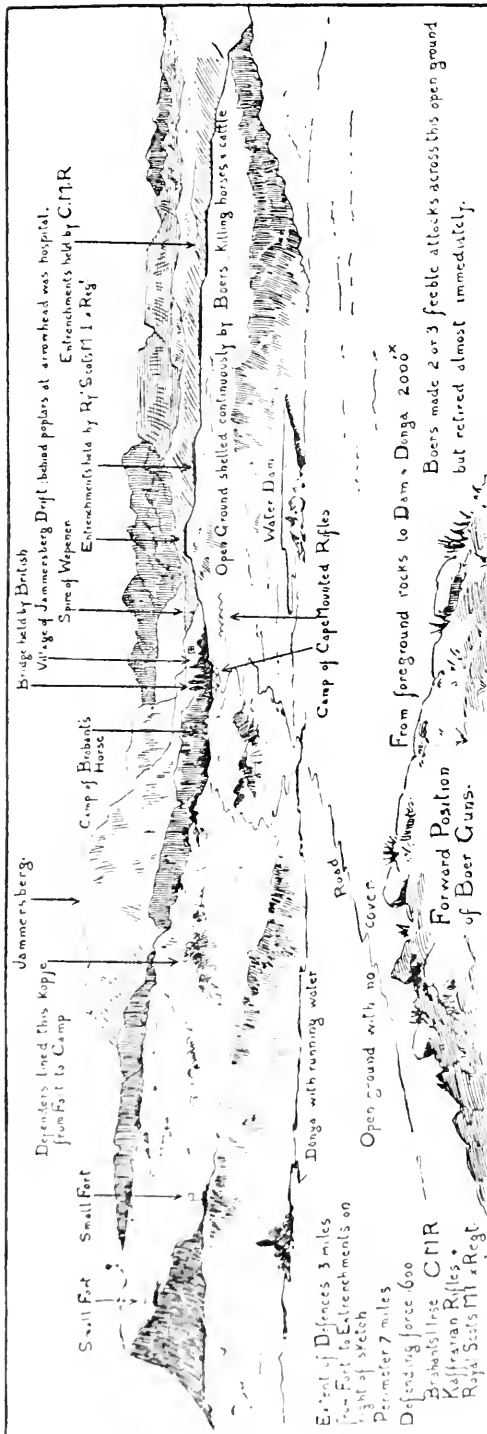 Small Fort
Small Fort
Defenders lined this Kopje
from Fort to Camp
Jammersberg.
Camp of Brabant's
Horse
Bridge held by British
Village of Jammersberg Drift: behind poplars at arrowhead was hospital.
Spire of Wepener
Entrenchments held by Ry' Scots M I & Reg'
Entrenchments held by C.M.R
Open Ground shelled continuously by Boers Killing horses & cattle
Water Dam
Camp of Cape Mounted Rifles
Donga with running water
Road
Open ground with no cover
Extent of Defences 3 miles
from Fort to Entrenchments on
right of sketch
Perimeter 7 miles
Defending force 1600
Brabants Horse CMR
Kaffrarian Rifles &
Royal Scots M I x Regt.
Forward Position
of Boer Guns.
From foreground rocks to Dam & Donga 2000x
Boers made 2 or 3 feeble attacks across this open ground
but retired almost immediately.